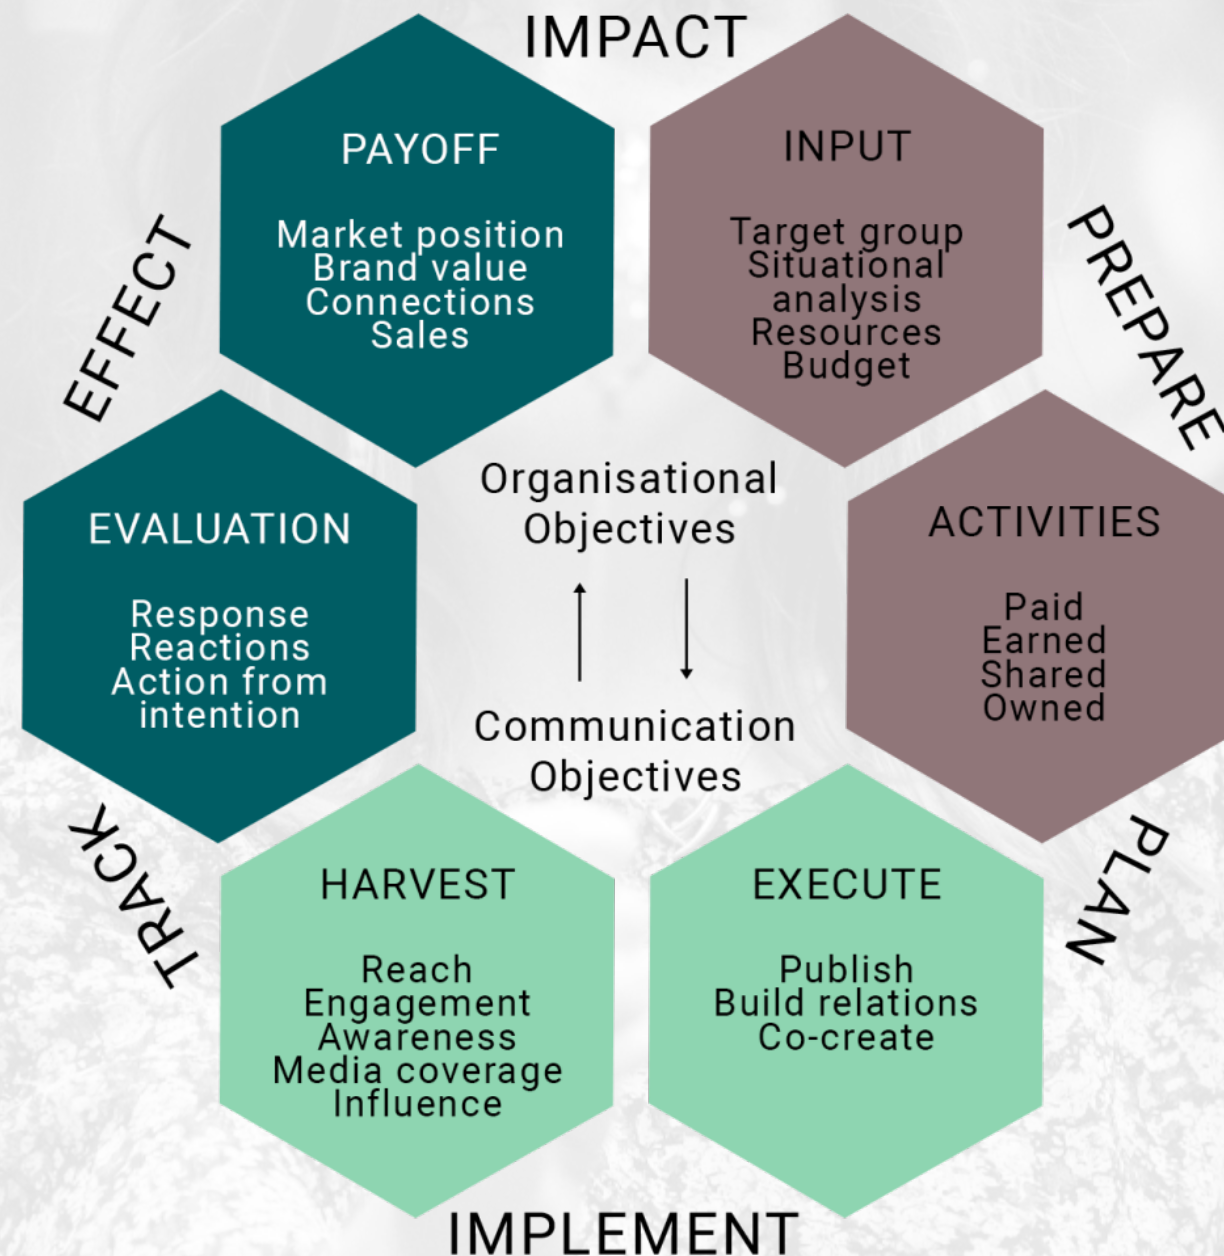 IMPACT
PAYOFF
Market position
Brand value
Connections
Sales
INPUT
Target group
Situational
analysis
Resources
Budget
EFFECT
PREPARE
Organisational
Objectives
Communication
Objectives
EVALUATION
Response
Reactions
Action from
intention
ACTIVITIES
Paid
Earned
Shared
Owned
TRACK
PLAN
HARVEST
Reach
Engagement
Awareness
Media coverage
Influence
EXECUTE
Publish
Build relations
Co-create
IMPLEMENT